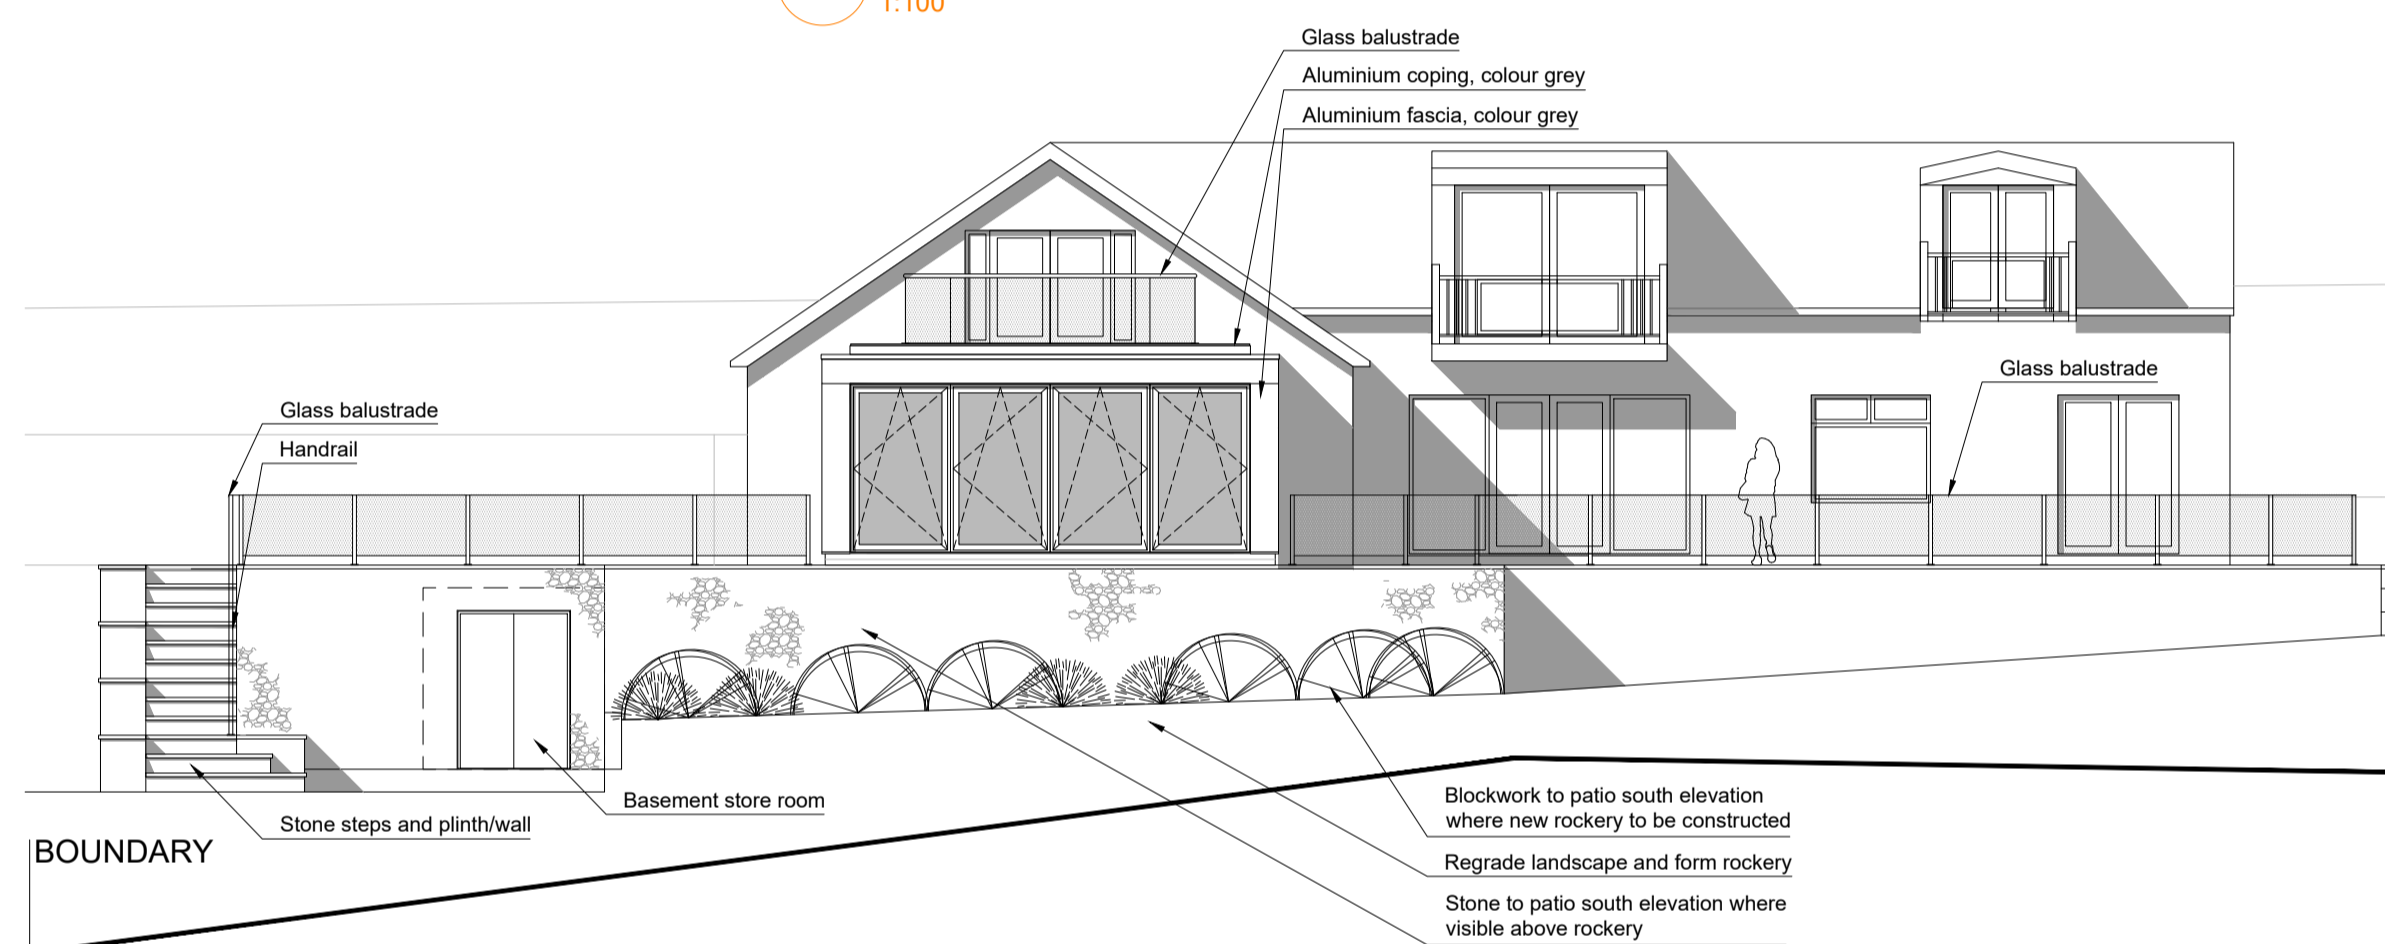 1:100
Glass balustrade
Aluminium coping, colour grey
Aluminium fascia, colour grey
Glass balustrade
Glass balustrade
Handrail
Basement store room
Stone steps and plinth/wall
BOUNDARY
Blockwork to patio south elevation
where new rockery to be constructed
Regrade landscape and form rockery
Stone to patio south elevation where
visible above rockery